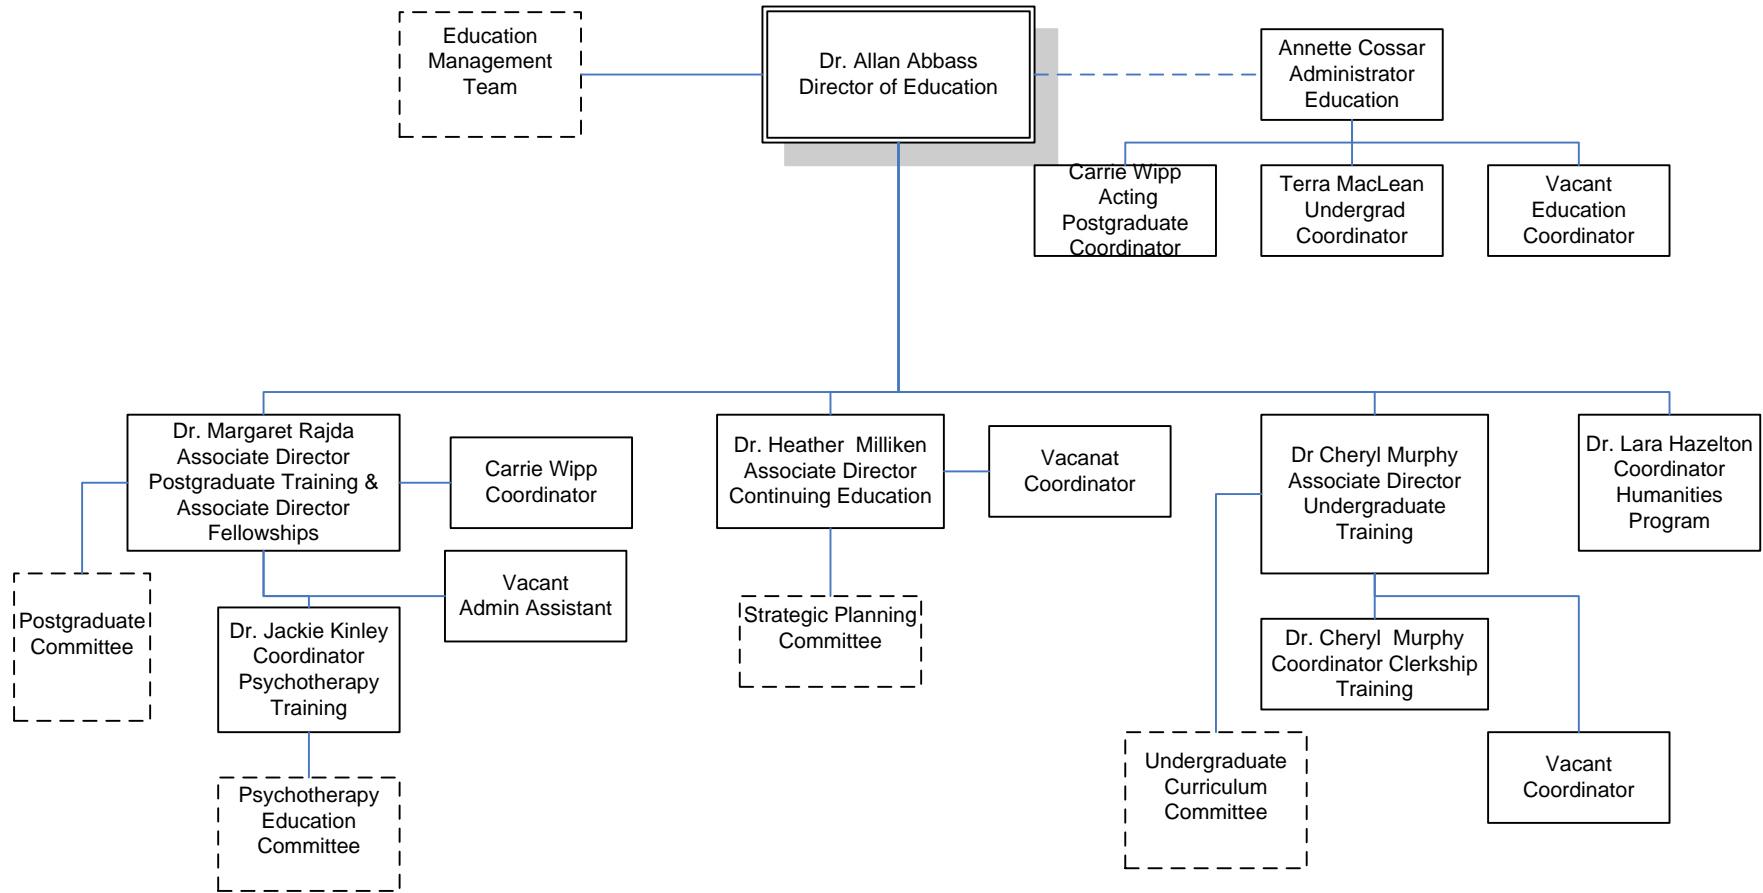 Education
Management
Team
Dr. Allan Abbass
Director of Education
Annette Cossar
Administrator
Education
Carrie Wipp
Acting
Postgraduate
Coordinator
Terra MacLean
Undergrad
Coordinator
Vacant
Education
Coordinator
Dr. Margaret Rajda
Associate Director
Postgraduate Training &
Associate Director
Fellowships
Carrie Wipp
Coordinator
Dr. Heather  Milliken
Associate Director
Continuing Education
Vacanat
Coordinator
Dr Cheryl Murphy
Associate Director
Undergraduate
Training
Dr. Lara Hazelton
Coordinator
Humanities
Program
Postgraduate
Committee
Vacant
Admin Assistant
Dr. Jackie Kinley
Coordinator
Psychotherapy
Training
Strategic Planning
Committee
Dr. Cheryl  Murphy
Coordinator Clerkship
Training
Psychotherapy
Education
Committee
Undergraduate
Curriculum
Committee
Vacant
Coordinator